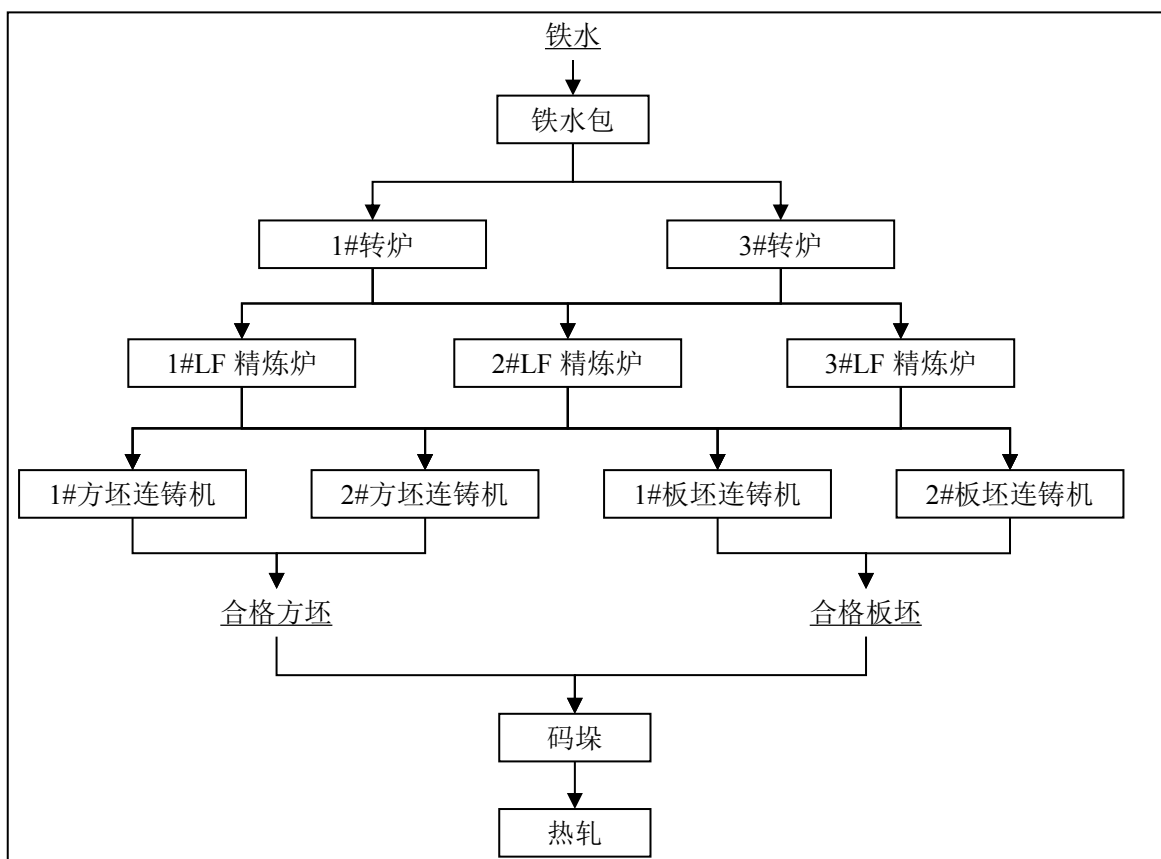 铁水
铁水包
1#转炉
3#转炉
1#LF 精炼炉
2#LF 精炼炉
3#LF 精炼炉
1#方坯连铸机
2#方坯连铸机
1#板坯连铸机
2#板坯连铸机
合格方坯
合格板坯
码垛
热轧